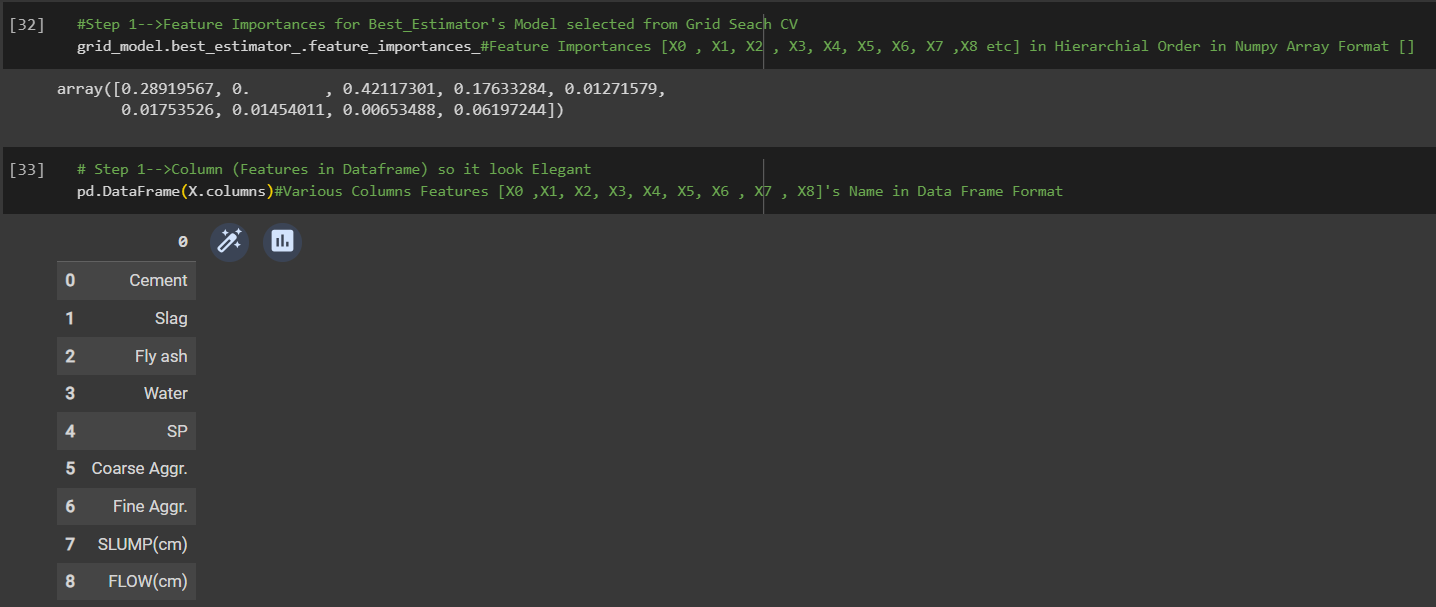 [32] #Step 1-->Feature Importances for Best_Estimator's Model selected from Grid Seach CV
grid_model.best_estimator_.feature_importances_#Feature Importances [X0 , X1, X2 , X3, X4, X5, X6, X7 ,X8 etc] in Hierarchial Order in Numpy Array Format []
array([0.28919567, 0.        , 0.42117301, 0.17633284, 0.01271579,
0.01753526, 0.01454011, 0.00653488, 0.06197244])
[33] # Step 1-->Column (Features in Dataframe) so it look Elegant
pd.DataFrame(X.columns)#Various Columns Features [X0 ,X1, X2, X3, X4, X5, X6 , X7 , X8]'s Name in Data Frame Format
0
0 Cement
1 Slag
2 Fly ash
3 Water
4 SP
5 Coarse Aggr.
6 Fine Aggr.
7 SLUMP(cm)
8 FLOW(cm)